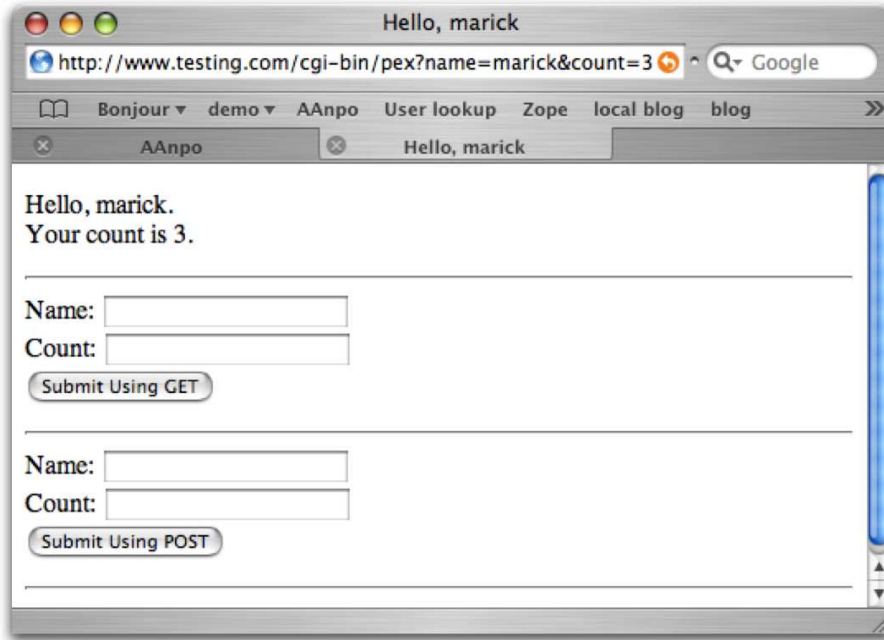 Hello, marick
http://www.testing.com/cgi-bin/pex?name=marick&count=3 Google
Bonjour demo AAnpo User lookup Zope local blog blog
AAnpo Hello, marick
Hello, marick.
Your count is 3.
Name:
Count:
Submit Using GET
Name:
Count:
Submit Using POST